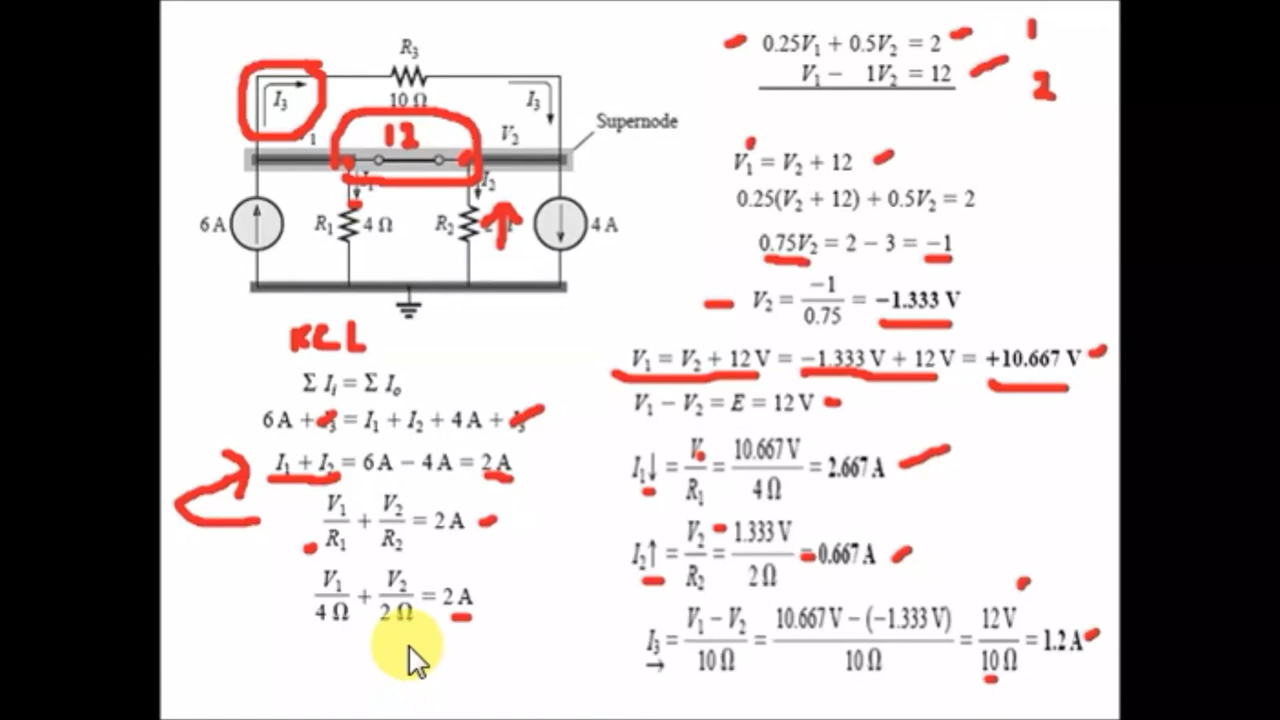 R₃
I₃
10 Ω
I₃
Supernode
12
V₁
V₂
I₁
I₂
6 A
R₁
4 Ω
R₂
4 A
KCL
Σ Iᵢ = Σ Iₒ
6 A + I₃ = I₁ + I₂ + 4 A + I₃
I₁ + I₂ = 6 A − 4 A = 2 A
V₁/R₁ + V₂/R₂ = 2 A
V₁/4 Ω + V₂/2 Ω = 2 A
0.25V₁ + 0.5V₂ = 2
1
V₁ − 1V₂ = 12
2
V₁ = V₂ + 12
0.25(V₂ + 12) + 0.5V₂ = 2
0.75V₂ = 2 − 3 = −1
V₂ = −1/0.75 = −1.333 V
V₁ = V₂ + 12 V = −1.333 V + 12 V = +10.667 V
V₁ − V₂ = E = 12 V
I₁↓ = V/R₁ = 10.667 V/4 Ω = 2.667 A
I₂↑ = V₂/R₂ = 1.333 V/2 Ω = 0.667 A
I₃ → = V₁ − V₂/10 Ω = 10.667 V − (−1.333 V)/10 Ω = 12 V/10 Ω = 1.2 A